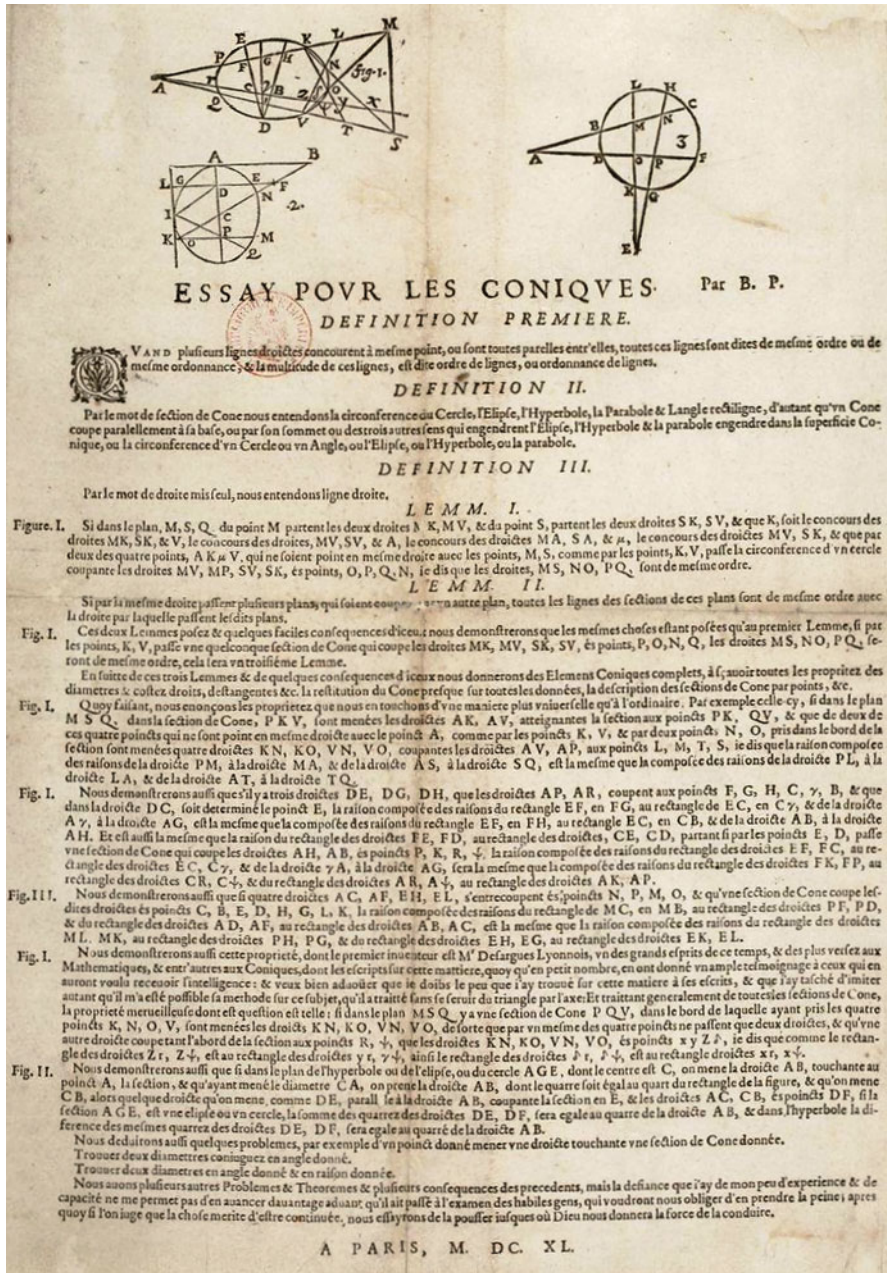 ESSAY POVR LES CONIQVES. Par B. P.
DEFINITION PREMIERE.
QVAND plusieurs lignes droictes concourent à mesme point, ou sont toutes parelles entr'elles, toutes ces lignes sont dites de mesme ordre ou de
mesme ordonnance, & la multitude de ces lignes, est dite ordre de lignes, ou ordonnance de lignes.
DEFINITION II.
Par le mot de section de Cone nous entendons la circonference du Cercle, l'Elipse, l'Hyperbole, la Parabole & Langle rectiligne, d'autant qu'vn Cone
coupe paralellement à sa base, ou par son sommet ou des trois autres sens qui engendrent l'Elipse, l'Hyperbole & la parabole engendre dans la superficie Co-
nique, ou la circonference d'vn Cercle ou vn Angle, ou l'Elipse, ou l'Hyperbole, ou la parabole.
DEFINITION III.
Par le mot de droite mis seul, nous entendons ligne droite.
LEMM. I.
Figure. I. Si dans le plan, M, S, Q, du point M partent les deux droites M K, M V, & du point S, partent les deux droites S K, S V, & que K, soit le concours des
droites MK, SK, & V, le concours des droites, MV, SV, & A, le concours des droictes MA, SA, & μ, le concours des droictes MV, SK, & que par
deux des quatre points, A K μ V, qui ne soient point en mesme droite auec les points, M, S, comme par les points, K, V, passe la circonference d'vn cercle
coupante les droites MV, MP, SV, SK, és points, O, P, Q, N, ie dis que les droites, MS, NO, PQ, sont de mesme ordre.
LEMM. II.
Si par la mesme droite passent plusieurs plans, qui soient coupez par vn autre plan, toutes les lignes des sections de ces plans sont de mesme ordre auec
la droite par laquelle passent lesdits plans.
Fig. I. Ces deux Lemmes posez & quelques faciles consequences d'iceux: nous demonstrerons que les mesmes choses estant posées qu'au premier Lemme, si par
les points, K, V, passe vne quelconque section de Cone qui coupe les droites MK, MV, SK, SV, és points, P, O, N, Q, les droites MS, NO, PQ, se-
ront de mesme ordre, cela sera vn troisiéme Lemme.
En suitte de ces trois Lemmes & de quelques consequences d'iceux nous donnerons des Elemens Coniques complets, à sçauoir toutes les propritez des
diametres & costez droits, des tangentes &c. la restitution du Cone presque sur toutes les données, la description des sections de Cone par points, &c.
Fig. I. Quoy faisant, nous enonçons les proprietez que nous en touchons d'vne maniere plus vniuerselle qu'à l'ordinaire. Par exemple celle-cy, si dans le plan
M S Q, dans la section de Cone, P K V, sont menées les droictes AK, AV, atteignantes la section aux points PK, QV, & que de deux de
ces quatre poincts qui ne sont point en mesme droicte auec le point A, comme par les points K, V, & par deux poincts N, O, pris dans le bord de la
section sont menées quatre droictes KN, KO, VN, VO, coupantes les droictes AV, AP, aux points L, M, T, S, ie dis que la raison composée
des raisons de la droicte PM, à la droicte MA, & de la droicte AS, à la droicte SQ, est la mesme que la composée des raisons de la droicte PL, à la
droicte LA, & de la droicte AT, à la droicte TQ.
Fig. I. Nous demonstrerons aussi que s'il y a trois droictes DE, DG, DH, que les droictes AP, AR, coupent aux poincts F, G, H, C, γ, B, & que
dans la droicte DC, soit determiné le poinct E, la raison composée des raisons du rectangle EF, en FG, au rectangle de EC, en Cγ, & de la droicte
Aγ, à la droicte AG, est la mesme que la composée des raisons du rectangle EF, en FH, au rectangle EC, en CB, & de la droicte AB, à la droicte
AH. Et est aussi la mesme que la raison du rectangle des droictes FE, FD, au rectangle des droictes, CE, CD, partant si par les points E, D, passe
vne section de Cone qui coupe les droictes AH, AB, és poincts P, K, R, ψ, la raison composée des raisons du rectangle des droictes EF, FC, au re-
ctangle des droictes EC, Cγ, & de la droicte γA, à la droicte AG, sera la mesme que la composée des raisons du rectangle des droictes FK, FP, au
rectangle des droictes CR, Cψ, & du rectangle des droictes AR, Aψ, au rectangle des droictes AK, AP.
Fig. III. Nous demonstrerons aussi que si quatre droictes AC, AF, EH, EL, s'entrecoupent és poincts N, P, M, O, & qu'vne section de Cone coupe les-
dites droictes és poincts C, B, F, D, H, G, L, K, la raison composée des raisons du rectangle de MC, en MB, au rectangle des droictes PF, PD,
& du rectangle des droictes AD, AF, au rectangle des droictes AB, AC, est la mesme que la raison composée des raisons du rectangle des droictes
ML, MK, au rectangle des droictes PH, PG, & du rectangle des droictes EH, EG, au rectangle des droictes EK, EL.
Fig. I. Nous demonstrerons aussi cette proprieté, dont le premier inuenteur est Mr Desargues Lyonnois, vn des grands esprits de ce temps, & des plus versez aux
Mathematiques, & entr'autres aux Coniques, dont les escripts sur cette mattiere, quoy qu'en petit nombre, en ont donné vn ample tesmoignage à ceux qui en
auront voulu receuoir l'intelligence: & veux bien aduoüer que ie doibs le peu que i'ay trouué sur cette matiere à ses escrits, & que i'ay tasché d'imiter
autant qu'il m'a esté possible sa methode sur ce subjet, qu'il a traitté sans se seruir du triangle par l'axe: Et traittant generalement de toutes les sections de Cone,
la proprieté merueilleuse dont est question est telle: si dans le plan MSQ y a vne section de Cone PQV, dans le bord de laquelle ayant pris les quatre
poincts K, N, O, V, sont menées les droicts KN, KO, VN, VO, de sorte que par vn mesme des quatre poincts ne passent que deux droictes, & qu'vne
autre droicte coupe tant l'abord de la section aux poincts R, ψ, que les droictes KN, KO, VN, VO, és poincts x y Z ♪, ie dis que comme le rectan-
gle des droictes Zr, Zψ, est au rectangle des droictes yr, γψ, ainsi le rectangle des droictes ♪r, ♪ψ, est au rectangle des droictes xr, xψ.
Fig. II. Nous demonstrerons aussi que si dans le plan de l'hyperbole ou de l'elipse, ou du cercle AGE, dont le centre est C, on mene la droicte AB, touchante au
poinct A, la section, & qu'ayant mené le diametre CA, on prene la droicte AB, dont le quarre soit égal au quart du rectangle de la figure, & qu'on mene
CB, alors quelque droicte qu'on mene, comme DE, parallele à la droicte AB, coupante la section en E, & les droictes AC, CB, és poincts DF, si la
section AGE, est vne elipse ou vn cercle, la somme des quarrez des droictes DE, DF, sera egale au quarre de la droicte AB, & dans l'hyperbole la di-
ference des mesmes quarrez des droictes DE, DF, sera egale au quarré de la droicte AB.
Nous deduirons aussi quelques problemes, par exemple d'vn poinct donné mener vne droicte touchante vne section de Cone donnée.
Trouuer deux diamettres coniuguez en angle donné.
Trouuer deux diametres en angle donné & en raison donnée.
Nous auons plusieurs autres Problemes & Theoremes & plusieurs consequences des precedents, mais la defiance que i'ay de mon peu d'experience & de
capacité ne me permet pas d'en auancer dauantage aduant qu'il ait passé à l'examen des habiles gens, qui voudront nous obliger d'en prendre la peine; apres
quoy si l'on juge que la chose merite d'estre continuée, nous essayrons de la pousser iusques où Dieu nous donnera la force de la conduire.
A PARIS, M. DC. XL.